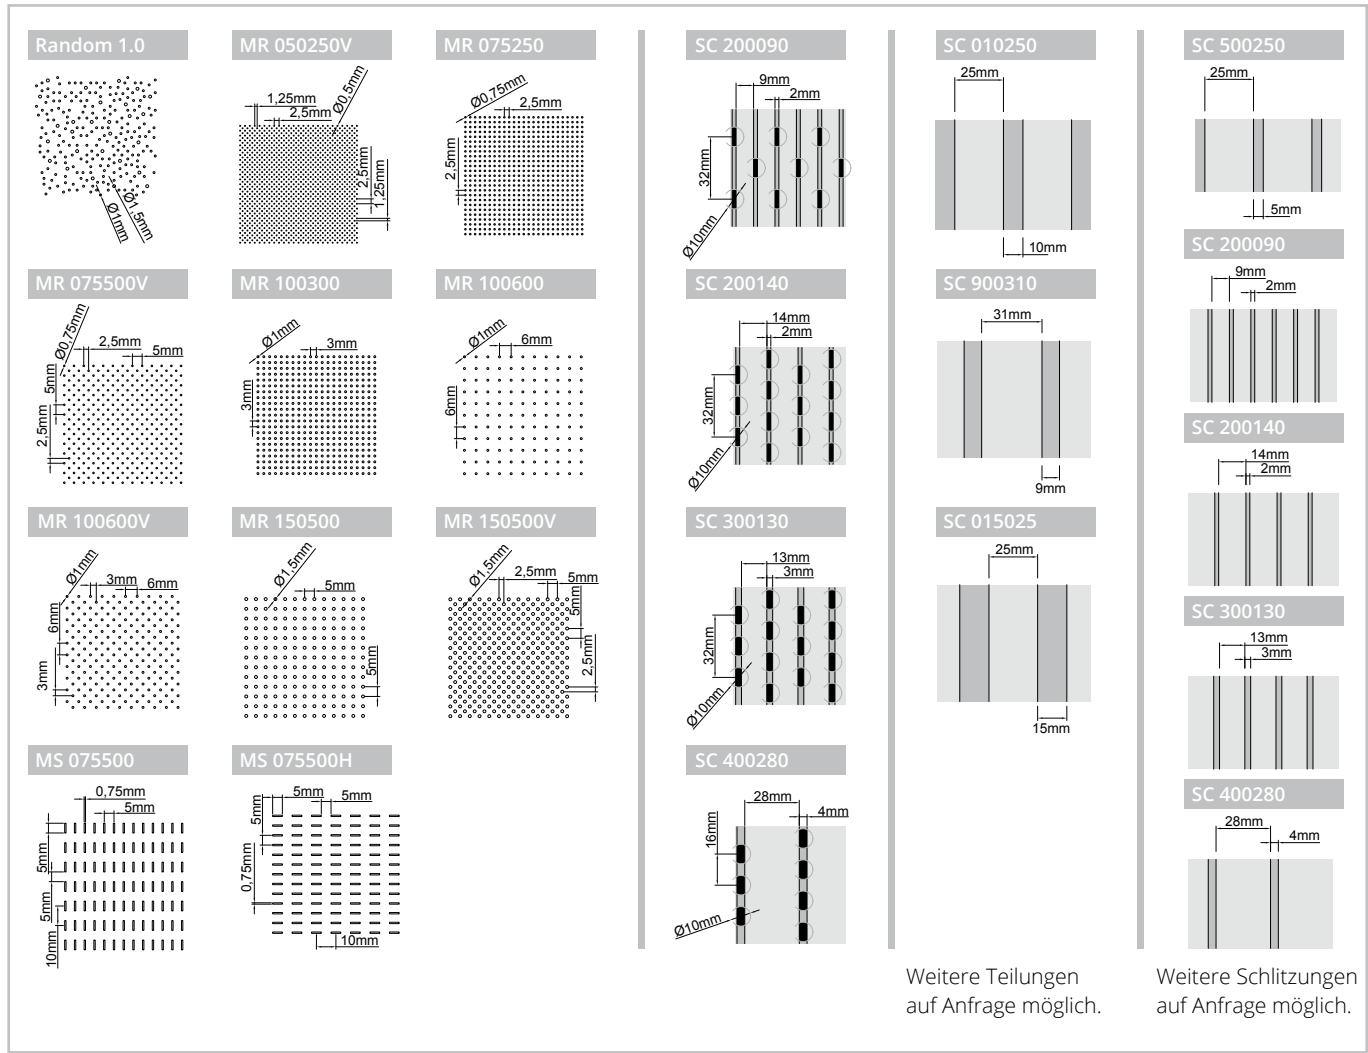 Random 1.0
Ø1mm
Ø1,5mm
MR 050250V
1,25mm
2,5mm
Ø0,5mm
2,5mm
1,25mm
MR 075250
Ø0,75mm
2,5mm
2,5mm
MR 075500V
Ø0,75mm
2,5mm
5mm
5mm
2,5mm
MR 100300
Ø1mm
3mm
3mm
MR 100600
Ø1mm
6mm
6mm
MR 100600V
Ø1mm
3mm
6mm
6mm
3mm
MR 150500
Ø1,5mm
5mm
5mm
MR 150500V
Ø1,5mm
2,5mm
5mm
5mm
2,5mm
MS 075500
0,75mm
5mm
5mm
5mm
10mm
MS 075500H
5mm
5mm
5mm
0,75mm
10mm
SC 200090
9mm
2mm
32mm
Ø10mm
SC 200140
14mm
2mm
32mm
Ø10mm
SC 300130
13mm
3mm
32mm
Ø10mm
SC 400280
28mm
4mm
16mm
Ø10mm
SC 010250
25mm
10mm
SC 900310
31mm
9mm
SC 015025
25mm
15mm
Weitere Teilungen
auf Anfrage möglich.
SC 500250
25mm
5mm
SC 200090
9mm
2mm
SC 200140
14mm
2mm
SC 300130
13mm
3mm
SC 400280
28mm
4mm
Weitere Schlitzungen
auf Anfrage möglich.